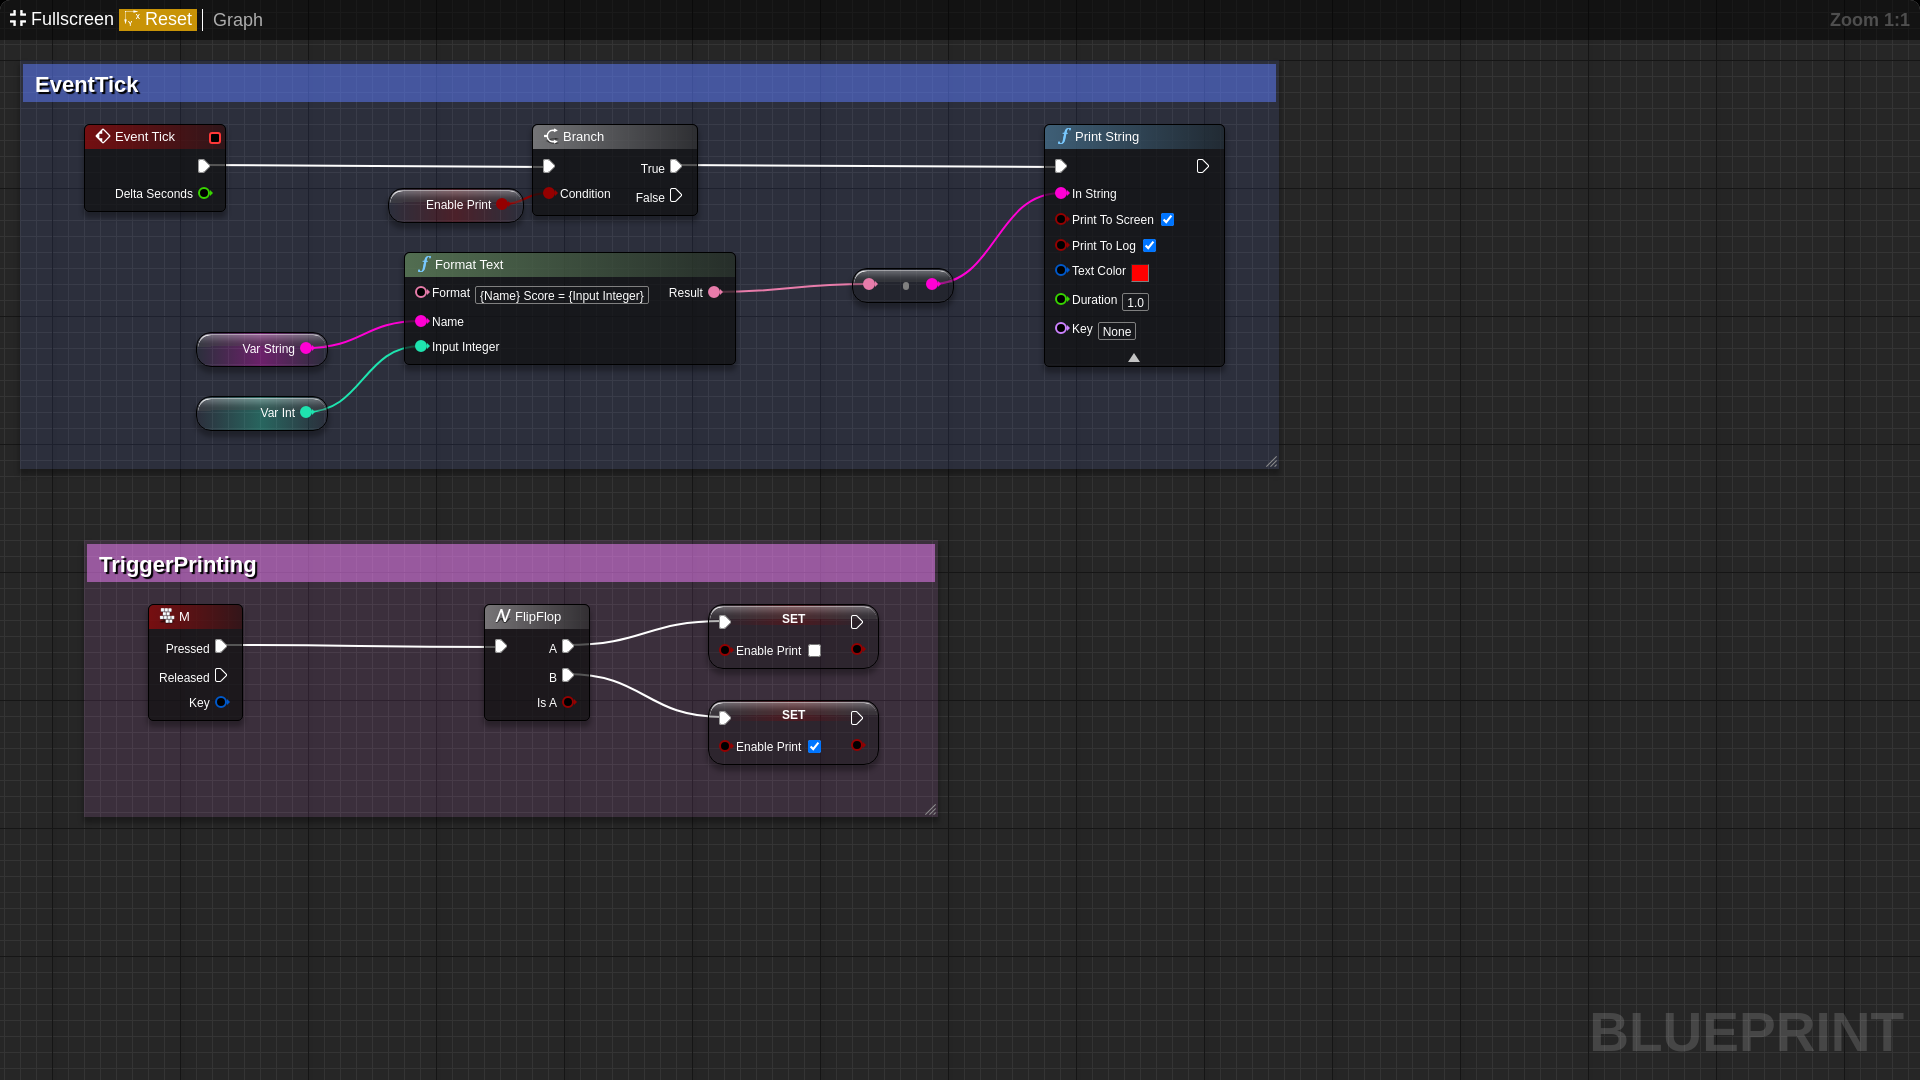 Fullscreen Reset Graph Zoom 1:1
EventTick
Event Tick
Delta Seconds
Enable Print
Branch
True
Condition
False
Format Text
Format {Name} Score = {Input Integer} Result
Name
Input Integer
Var String
Var Int
Print String
In String
Print To Screen
Print To Log
Text Color
Duration 1.0
Key None
TriggerPrinting
M
Pressed
Released
Key
FlipFlop
A
B
Is A
SET
Enable Print
SET
Enable Print
BLUEPRINT